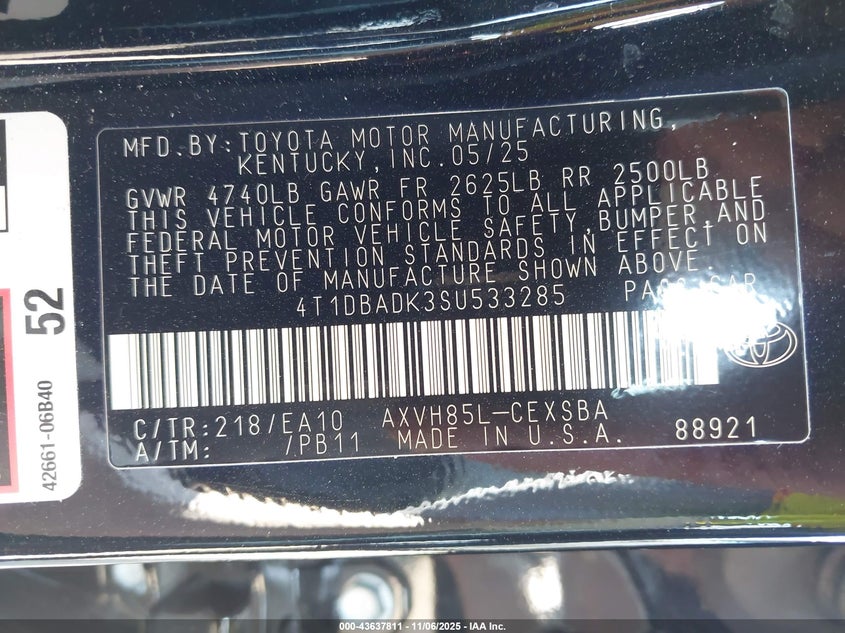 MFD.BY:TOYOTA MOTOR MANUFACTURING,
KENTUCKY,INC.05/25
GVWR 4740LB GAWR FR 2625LB RR 2500LB
THIS VEHICLE CONFORMS TO ALL APPLICABLE
FEDERAL MOTOR VEHICLE SAFETY,BUMPER,AND
THEFT PREVENTION STANDARDS IN EFFECT ON
THE DATE OF MANUFACTURE SHOWN ABOVE.
4T1DBADK3SU533285 PASS.CAR
C/TR:218/EA10 AXVH85L-CEXSBA
A/TM: /PB11 MADE IN U.S.A. 88921
52
42661-06B40
000-43637811 - 11/06/2025 - IAA Inc.